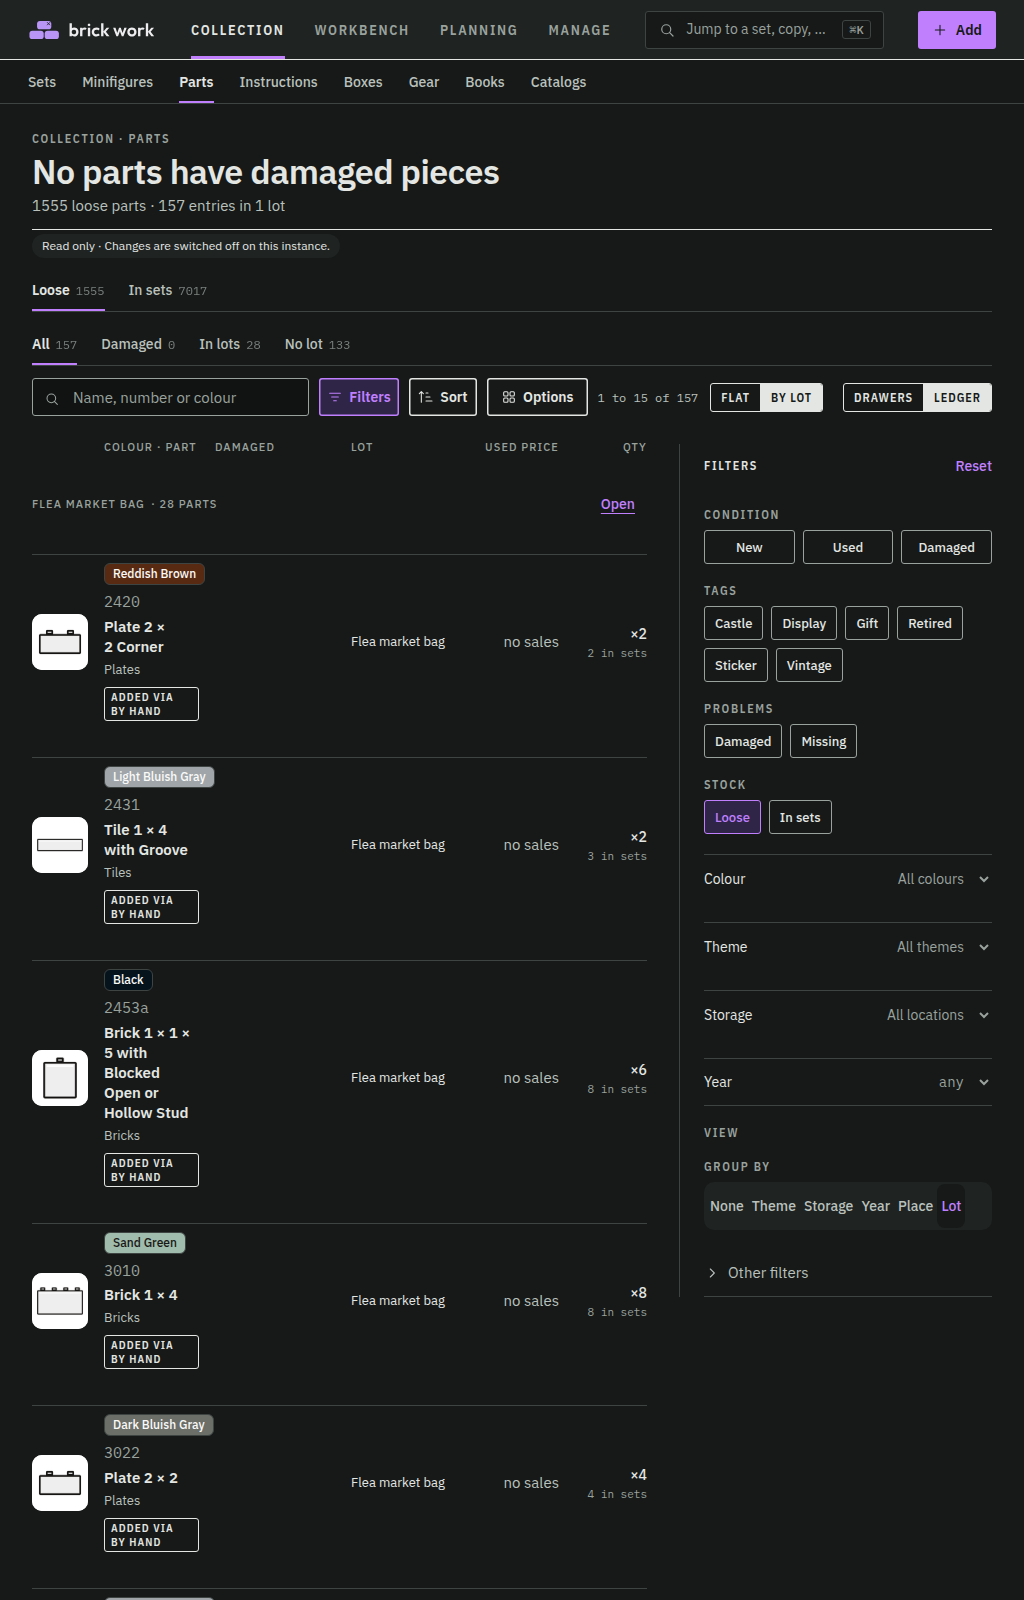 brick work
COLLECTION WORKBENCH PLANNING MANAGE
Jump to a set, copy, ... ⌘K
+ Add
Sets Minifigures Parts Instructions Boxes Gear Books Catalogs
COLLECTION · PARTS
No parts have damaged pieces
1555 loose parts · 157 entries in 1 lot
Read only · Changes are switched off on this instance.
Loose 1555 In sets 7017
All 157 Damaged 0 In lots 28 No lot 133
Name, number or colour
Filters Sort Options
1 to 15 of 157
FLAT BY LOT
DRAWERS LEDGER
COLOUR · PART DAMAGED LOT USED PRICE QTY
FLEA MARKET BAG · 28 PARTS Open
Reddish Brown
2420
Plate 2 ×
2 Corner
Plates
ADDED VIA
BY HAND
Flea market bag no sales ×2
2 in sets
Light Bluish Gray
2431
Tile 1 × 4
with Groove
Tiles
ADDED VIA
BY HAND
Flea market bag no sales ×2
3 in sets
Black
2453a
Brick 1 × 1 ×
5 with
Blocked
Open or
Hollow Stud
Bricks
ADDED VIA
BY HAND
Flea market bag no sales ×6
8 in sets
Sand Green
3010
Brick 1 × 4
Bricks
ADDED VIA
BY HAND
Flea market bag no sales ×8
8 in sets
Dark Bluish Gray
3022
Plate 2 × 2
Plates
ADDED VIA
BY HAND
Flea market bag no sales ×4
4 in sets
FILTERS Reset
CONDITION
New Used Damaged
TAGS
Castle Display Gift Retired
Sticker Vintage
PROBLEMS
Damaged Missing
STOCK
Loose In sets
Colour All colours
Theme All themes
Storage All locations
Year any
VIEW
GROUP BY
None Theme Storage Year Place Lot
Other filters